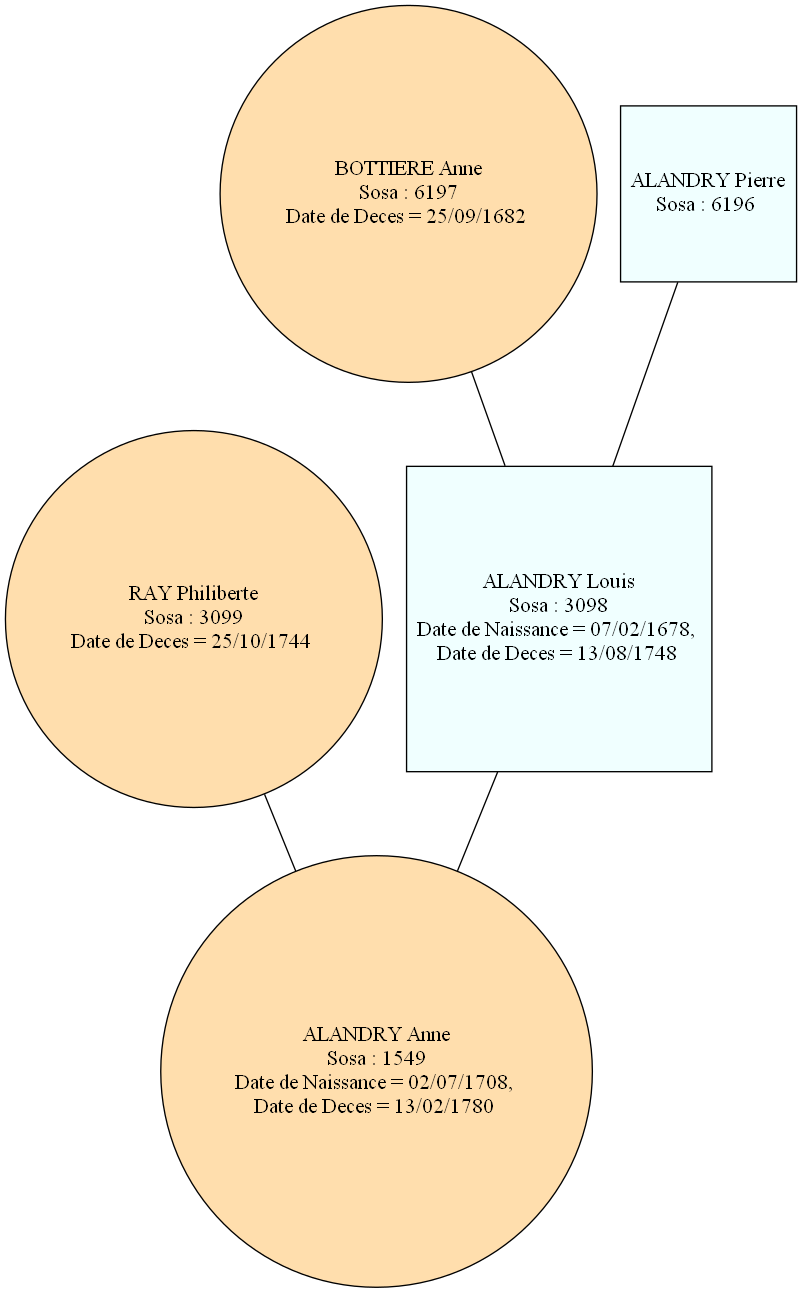 BOTTIERE Anne
Sosa : 6197
Date de Deces = 25/09/1682
ALANDRY Pierre
Sosa : 6196
RAY Philiberte
Sosa : 3099
Date de Deces = 25/10/1744
ALANDRY Louis
Sosa : 3098
Date de Naissance = 07/02/1678,
Date de Deces = 13/08/1748
ALANDRY Anne
Sosa : 1549
Date de Naissance = 02/07/1708,
Date de Deces = 13/02/1780